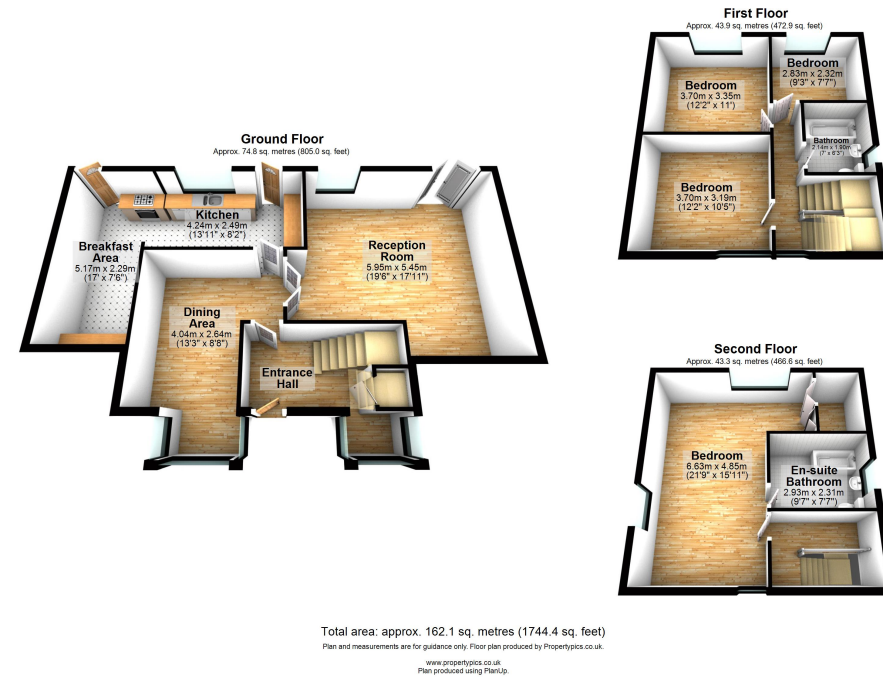 First Floor
Approx. 43.9 sq. metres (472.9 sq. feet)
Bedroom
2.83m x 2.32m
(9'3" x 7'7")
Bedroom
3.70m x 3.35m
(12'2" x 11')
Bathroom
2.14m x 1.90m
(7' x 6'3")
Bedroom
3.70m x 3.19m
(12'2" x 10'5")
Ground Floor
Approx. 74.8 sq. metres (805.0 sq. feet)
Kitchen
4.24m x 2.49m
(13'11" x 8'2")
Breakfast
Area
5.17m x 2.29m
(17' x 7'6")
Reception
Room
5.95m x 5.45m
(19'6" x 17'11")
Dining
Area
4.04m x 2.64m
(13'3" x 8'8")
Entrance
Hall
Second Floor
Approx. 43.3 sq. metres (466.6 sq. feet)
Bedroom
6.63m x 4.85m
(21'9" x 15'11")
En-suite
Bathroom
2.93m x 2.31m
(9'7" x 7'7")
Total area: approx. 162.1 sq. metres (1744.4 sq. feet)
Plan and measurements are for guidance only. Floor plan produced by Propertypics.co.uk.
www.propertypics.co.uk
Plan produced using PlanUp.